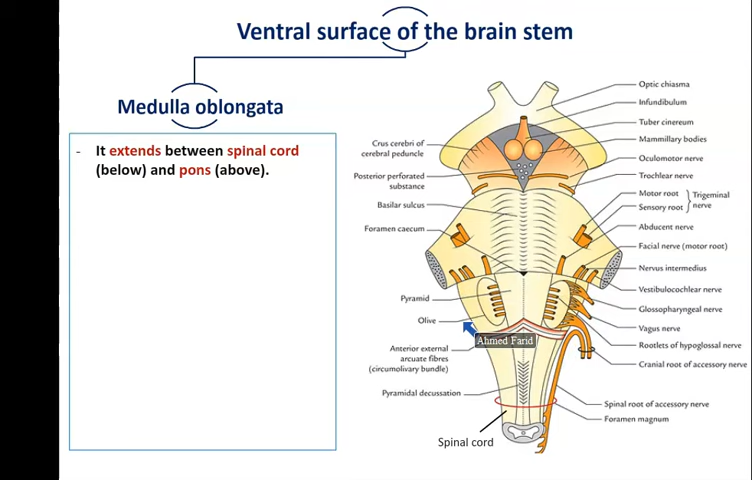 Ventral surface of the brain stem
Medulla oblongata
- It extends between spinal cord
(below) and pons (above).
Crus cerebri of
cerebral peduncle
Posterior perforated
substance
Basilar sulcus
Foramen caecum
Pyramid
Olive
Anterior external
arcuate fibres
(circumolivary bundle)
Pyramidal decussation
Spinal cord
Ahmed Farid
Optic chiasma
Infundibulum
Tuber cinereum
Mammillary bodies
Oculomotor nerve
Trochlear nerve
Motor root
Sensory root
Trigeminal
nerve
Abducent nerve
Facial nerve (motor root)
Nervus intermedius
Vestibulocochlear nerve
Glossopharyngeal nerve
Vagus nerve
Rootlets of hypoglossal nerve
Cranial root of accessory nerve
Spinal root of accessory nerve
Foramen magnum